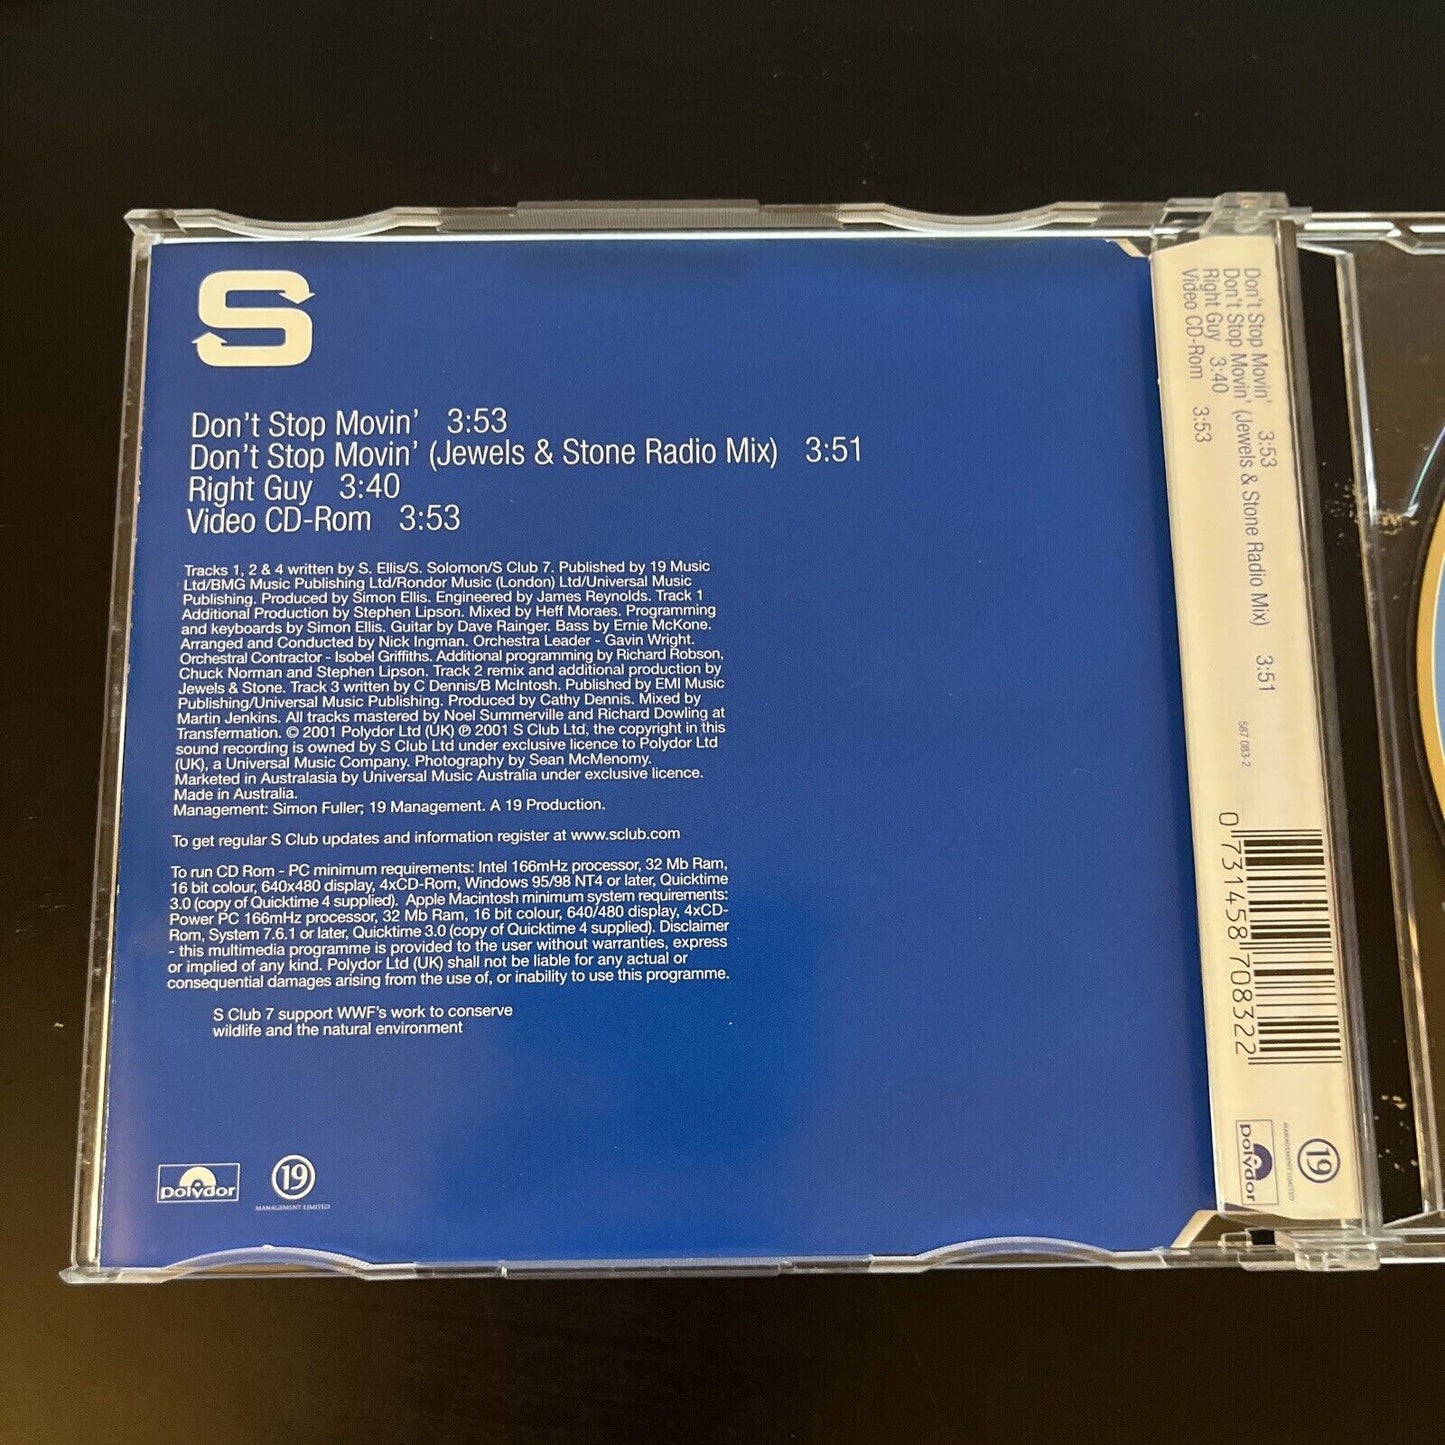 S
Don't Stop Movin' 3:53
Don't Stop Movin' (Jewels & Stone Radio Mix) 3:51
Right Guy 3:40
Video CD-Rom 3:53
Tracks 1, 2 & 4 written by S. Ellis/S. Solomon/S Club 7. Published by 19 Music
Ltd/BMG Music Publishing Ltd/Rondor Music (London) Ltd/Universal Music
Publishing. Produced by Simon Ellis. Engineered by James Reynolds. Track 1
Additional Production by Stephen Lipson. Mixed by Heff Moraes. Programming
and keyboards by Simon Ellis. Guitar by Dave Rainger. Bass by Ernie McKone.
Arranged and Conducted by Nick Ingman. Orchestra Leader - Gavin Wright.
Orchestral Contractor - Isobel Griffiths. Additional programming by Richard Robson,
Chuck Norman and Stephen Lipson. Track 2 remix and additional production by
Jewels & Stone. Track 3 written by C Dennis/B McIntosh. Published by EMI Music
Publishing/Universal Music Publishing. Produced by Cathy Dennis. Mixed by
Martin Jenkins. All tracks mastered by Noel Summerville and Richard Dowling at
Transfermation. © 2001 Polydor Ltd (UK) ℗ 2001 S Club Ltd, the copyright in this
sound recording is owned by S Club Ltd under exclusive licence to Polydor Ltd
(UK), a Universal Music Company. Photography by Sean McMenomy.
Marketed in Australasia by Universal Music Australia under exclusive licence.
Made in Australia.
Management: Simon Fuller; 19 Management. A 19 Production.
To get regular S Club updates and information register at www.sclub.com
To run CD Rom - PC minimum requirements: Intel 166mHz processor, 32 Mb Ram,
16 bit colour, 640x480 display, 4xCD-Rom, Windows 95/98 NT4 or later, Quicktime
3.0 (copy of Quicktime 4 supplied). Apple Macintosh minimum system requirements:
Power PC 166mHz processor, 32 Mb Ram, 16 bit colour, 640/480 display, 4xCD-
Rom, System 7.6.1 or later, Quicktime 3.0 (copy of Quicktime 4 supplied). Disclaimer
- this multimedia programme is provided to the user without warranties, express
or implied of any kind. Polydor Ltd (UK) shall not be liable for any actual or
consequential damages arising from the use of, or inability to use this programme.
S Club 7 support WWF's work to conserve
wildlife and the natural environment
polydor
19
MANAGEMENT LIMITED
Don't Stop Movin' 3:53
Don't Stop Movin' (Jewels & Stone Radio Mix) 3:51
Right Guy 3:40
Video CD-Rom 3:53
587 083-2
0 731458 708322
polydor
19
MANAGEMENT LIMITED